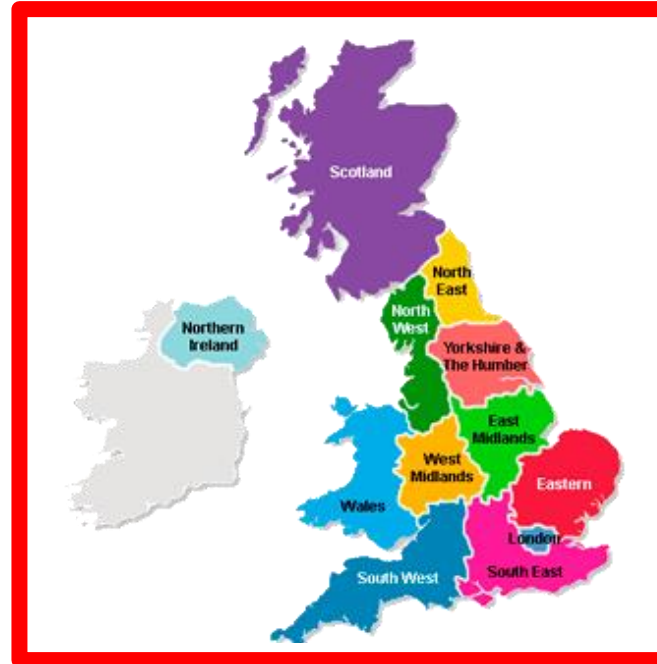 Scotland
North
East
North
West
Northern
Ireland
Yorkshire &
The Humber
East
Midlands
West
Midlands
Eastern
Wales
London
South West
South East